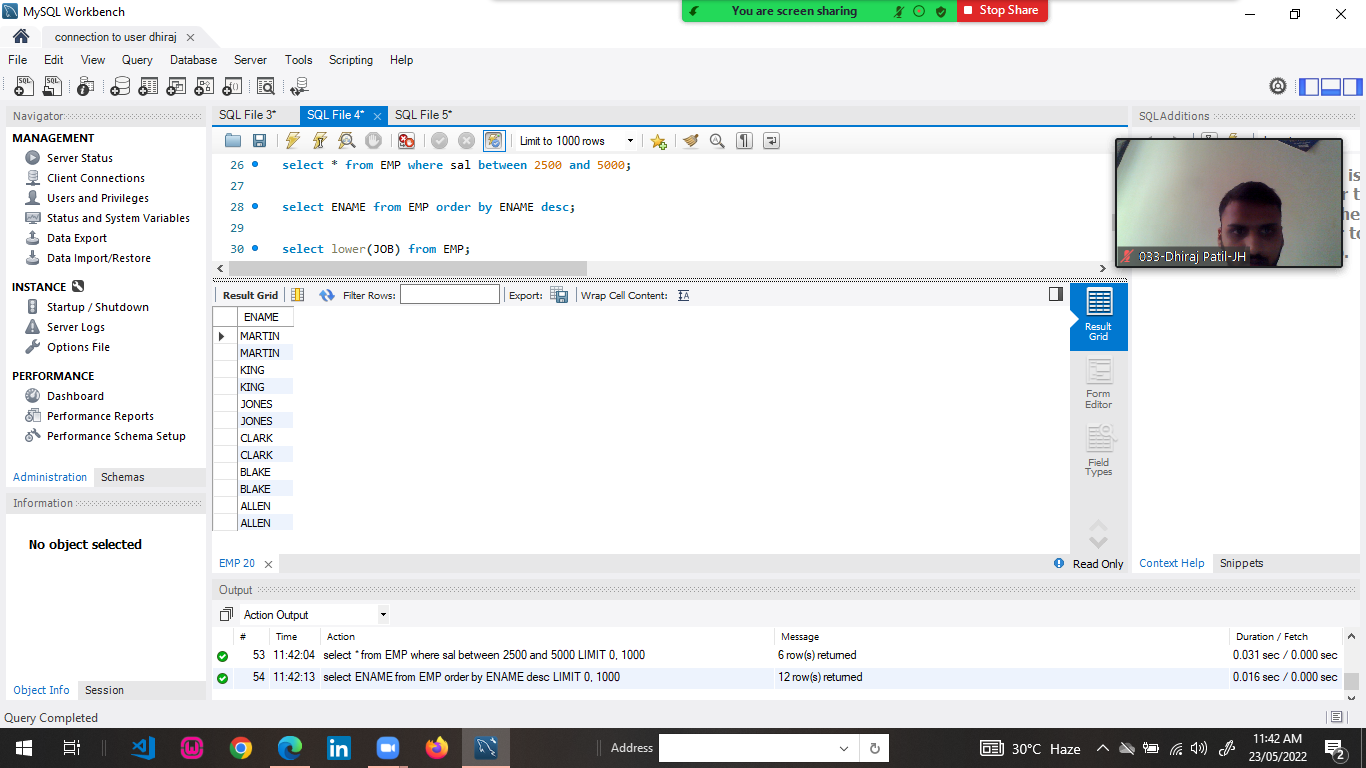 MySQL Workbench
You are screen sharing
Stop Share
connection to user dhiraj
File Edit View Query Database Server Tools Scripting Help
Navigator
MANAGEMENT
Server Status
Client Connections
Users and Privileges
Status and System Variables
Data Export
Data Import/Restore
INSTANCE
Startup / Shutdown
Server Logs
Options File
PERFORMANCE
Dashboard
Performance Reports
Performance Schema Setup
Administration Schemas
Information
No object selected
Object Info Session
Query Completed
SQL File 3* SQL File 4* SQL File 5*
Limit to 1000 rows
26 select * from EMP where sal between 2500 and 5000;
27
28 select ENAME from EMP order by ENAME desc;
29
30 select lower(JOB) from EMP;
Result Grid Filter Rows: Export: Wrap Cell Content:
ENAME
MARTIN
MARTIN
KING
KING
JONES
JONES
CLARK
CLARK
BLAKE
BLAKE
ALLEN
ALLEN
Result
Grid
Form
Editor
Field
Types
EMP 20
Read Only
SQLAdditions
033-Dhiraj Patil-JH
Context Help Snippets
Output
Action Output
# Time Action Message Duration / Fetch
53 11:42:04 select * from EMP where sal between 2500 and 5000 LIMIT 0, 1000 6 row(s) returned 0.031 sec / 0.000 sec
54 11:42:13 select ENAME from EMP order by ENAME desc LIMIT 0, 1000 12 row(s) returned 0.016 sec / 0.000 sec
Address
30°C Haze
11:42 AM
23/05/2022
2